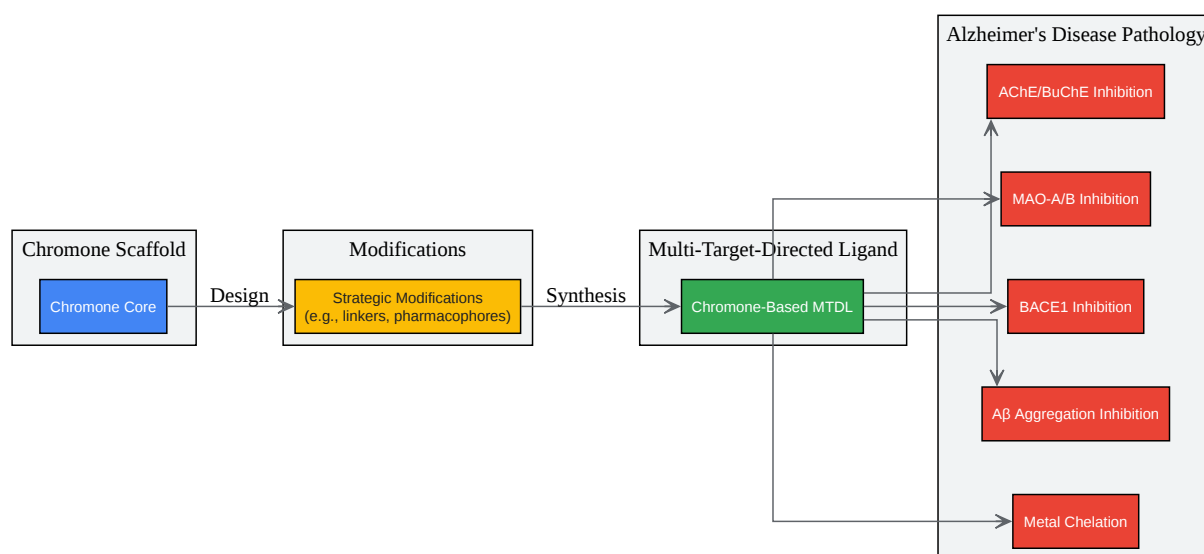 Chromone Scaffold
Chromone Core
Design
Modifications
Strategic Modifications
(e.g., linkers, pharmacophores)
Synthesis
Multi-Target-Directed Ligand
Chromone-Based MTDL
Alzheimer's Disease Pathology
AChE/BuChE Inhibition
MAO-A/B Inhibition
BACE1 Inhibition
Aβ Aggregation Inhibition
Metal Chelation